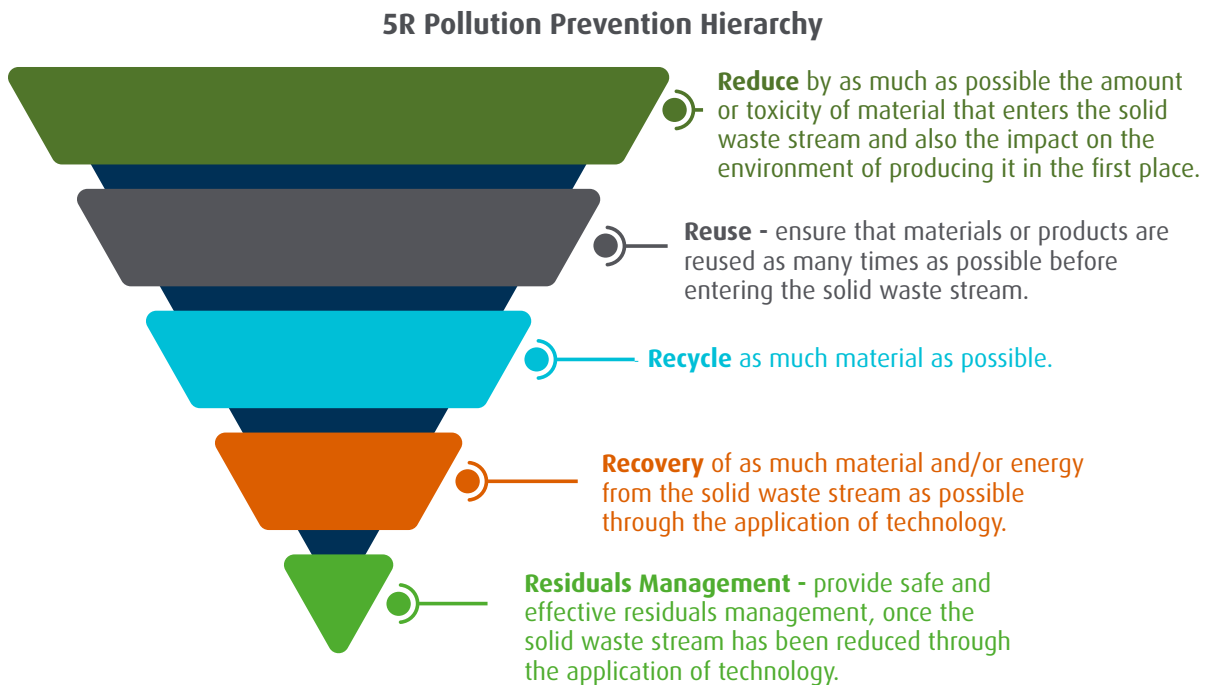 5R Pollution Prevention Hierarchy
Reduce by as much as possible the amount
or toxicity of material that enters the solid
waste stream and also the impact on the
environment of producing it in the first place.
Reuse - ensure that materials or products are
reused as many times as possible before
entering the solid waste stream.
Recycle as much material as possible.
Recovery of as much material and/or energy
from the solid waste stream as possible
through the application of technology.
Residuals Management - provide safe and
effective residuals management, once the
solid waste stream has been reduced through
the application of technology.